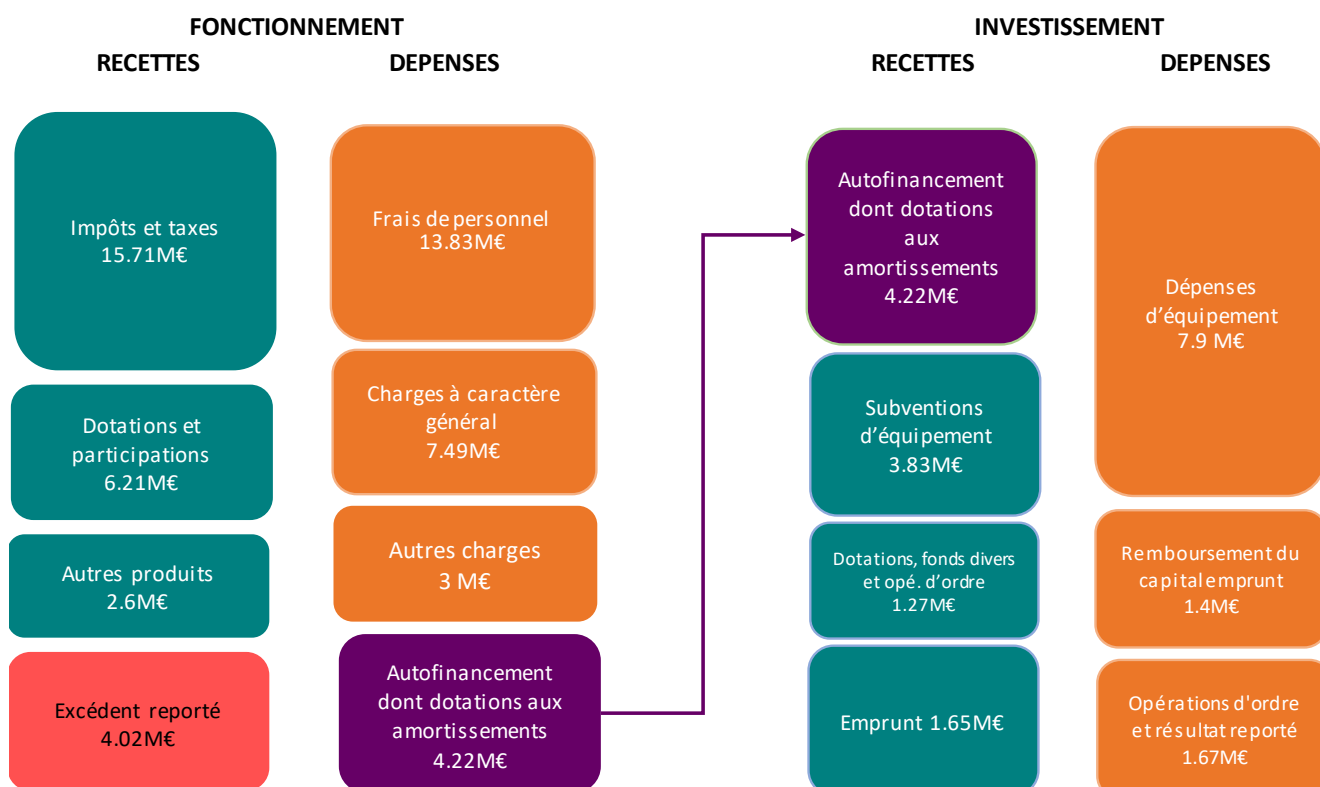 FONCTIONNEMENT
RECETTES
DEPENSES
Impôts et taxes
15.71M€
Dotations et
participations
6.21M€
Autres produits
2.6M€
Excédent reporté
4.02M€
Frais de personnel
13.83M€
Charges à caractère
général
7.49M€
Autres charges
3 M€
Autofinancement
dont dotations aux
amortissements
4.22M€
INVESTISSEMENT
RECETTES
DEPENSES
Autofinancement
dont dotations
aux
amortissements
4.22M€
Subventions
d’équipement
3.83M€
Dotations, fonds divers
et opé. d’ordre
1.27M€
Emprunt 1.65M€
Dépenses
d’équipement
7.9 M€
Remboursement du
capital emprunt
1.4M€
Opérations d'ordre
et résultat reporté
1.67M€